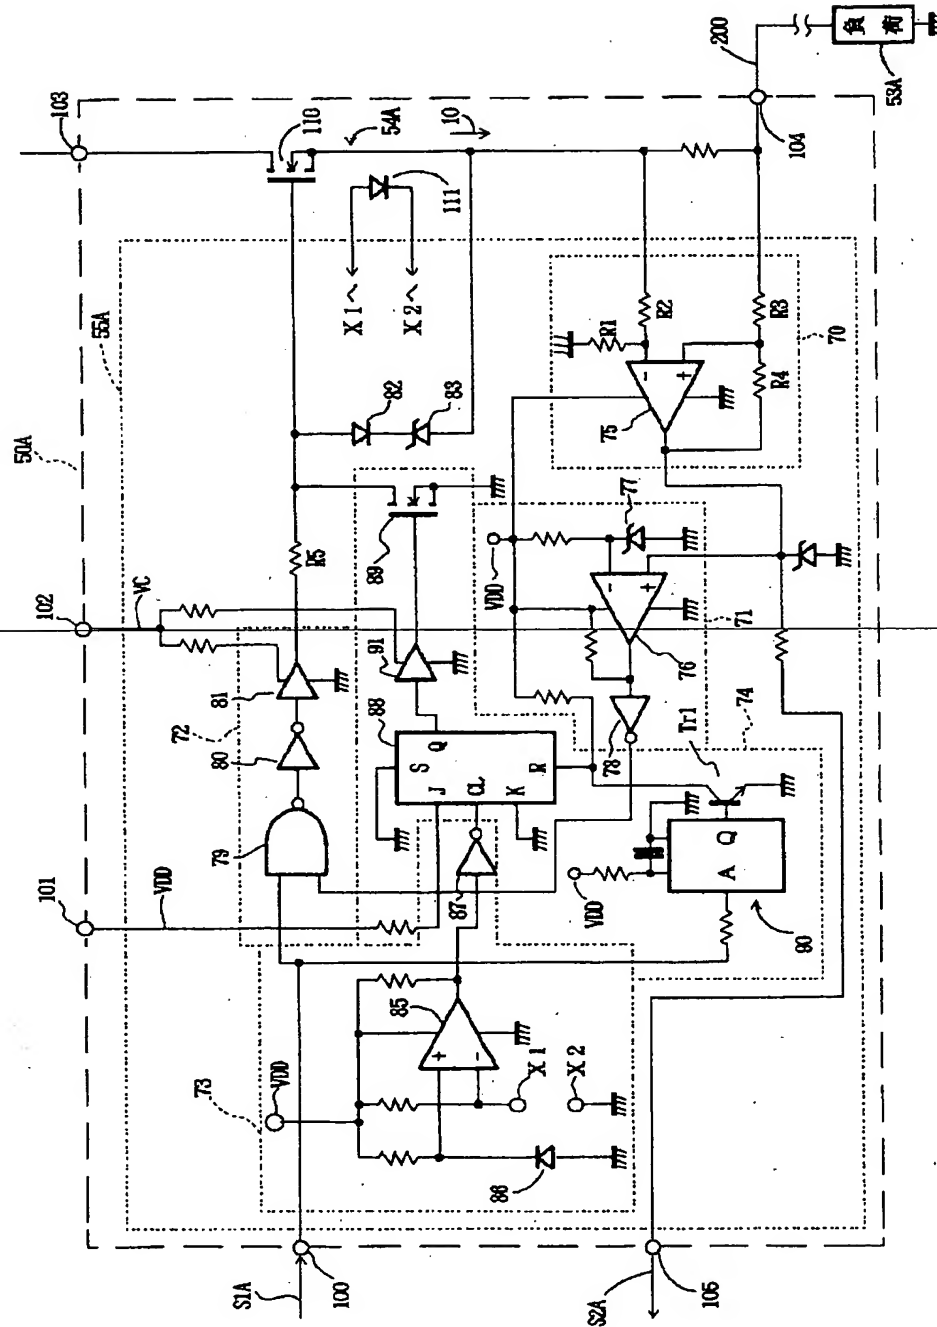 103
110
54A
10
111
X1へ
X2へ
200
負荷
53A
104
55A
50A
102
VC
101
VDD
82
83
R5
89
91
81
72
80
79
88
S
J
Q
CL
K
R
87
R1
R2
R3
R4
-
+
75
70
77
VDD
-
+
76
71
78
74
Tr1
VDD
A
Q
90
73
VDD
85
+
-
X1
X2
86
S1A
100
S2A
105